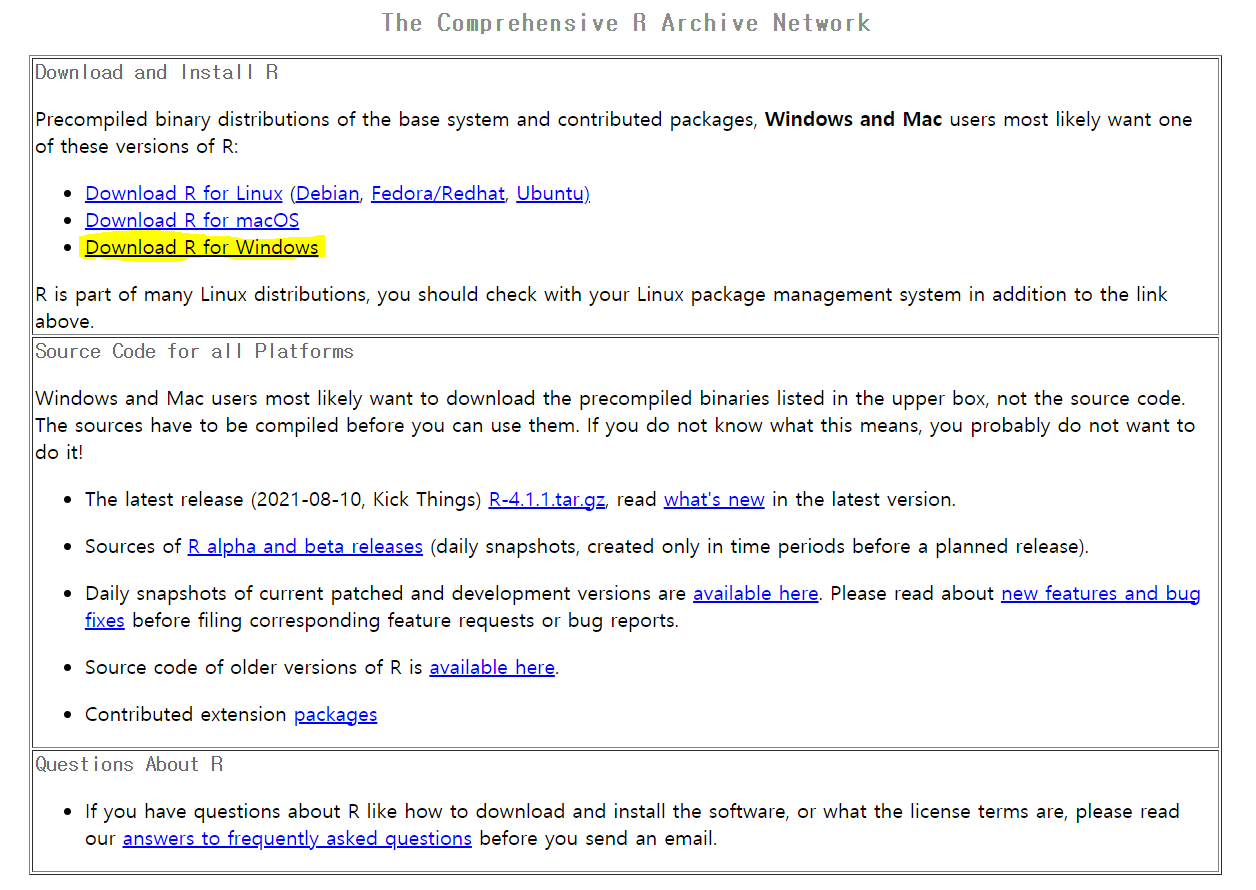 The Comprehensive R Archive Network
Download and Install R
Precompiled binary distributions of the base system and contributed packages, Windows and Mac users most likely want one
of these versions of R:
• Download R for Linux (Debian, Fedora/Redhat, Ubuntu)
• Download R for macOS
• Download R for Windows
R is part of many Linux distributions, you should check with your Linux package management system in addition to the link
above.
Source Code for all Platforms
Windows and Mac users most likely want to download the precompiled binaries listed in the upper box, not the source code.
The sources have to be compiled before you can use them. If you do not know what this means, you probably do not want to
do it!
• The latest release (2021-08-10, Kick Things) R-4.1.1.tar.gz, read what's new in the latest version.
• Sources of R alpha and beta releases (daily snapshots, created only in time periods before a planned release).
• Daily snapshots of current patched and development versions are available here. Please read about new features and bug
fixes before filing corresponding feature requests or bug reports.
• Source code of older versions of R is available here.
• Contributed extension packages
Questions About R
• If you have questions about R like how to download and install the software, or what the license terms are, please read
our answers to frequently asked questions before you send an email.